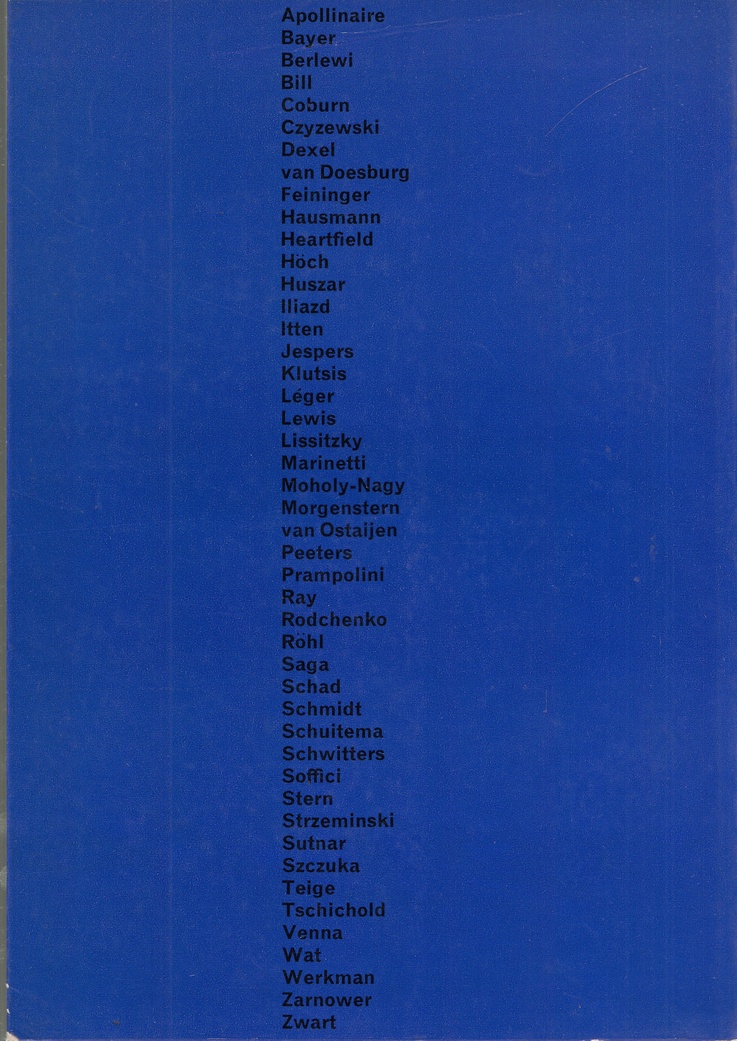 Apollinaire
Bayer
Berlewi
Bill
Coburn
Czyzewski
Dexel
van Doesburg
Feininger
Hausmann
Heartfield
Höch
Huszar
Iliazd
Itten
Jespers
Klutsis
Léger
Lewis
Lissitzky
Marinetti
Moholy-Nagy
Morgenstern
van Ostaijen
Peeters
Prampolini
Ray
Rodchenko
Röhl
Saga
Schad
Schmidt
Schuitema
Schwitters
Soffici
Stern
Strzeminski
Sutnar
Szczuka
Teige
Tschichold
Venna
Wat
Werkman
Zarnower
Zwart